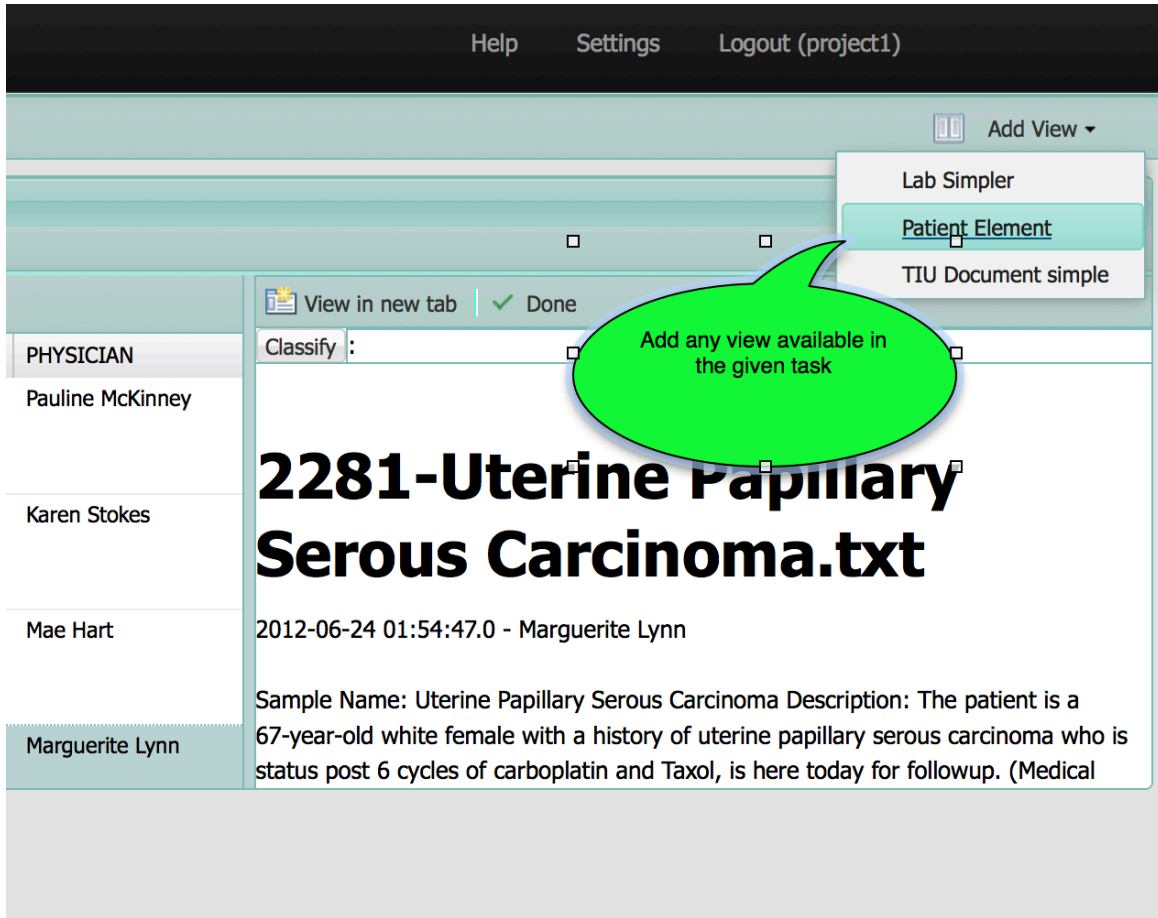 Help Settings Logout (project1)
Add View
Lab Simpler
Patient Element
TIU Document simple
View in new tab Done
Classify :
Add any view available in
the given task
PHYSICIAN
Pauline McKinney
Karen Stokes
Mae Hart
Marguerite Lynn
2281-Uterine Papillary
Serous Carcinoma.txt
2012-06-24 01:54:47.0 - Marguerite Lynn
Sample Name: Uterine Papillary Serous Carcinoma Description: The patient is a
67-year-old white female with a history of uterine papillary serous carcinoma who is
status post 6 cycles of carboplatin and Taxol, is here today for followup. (Medical